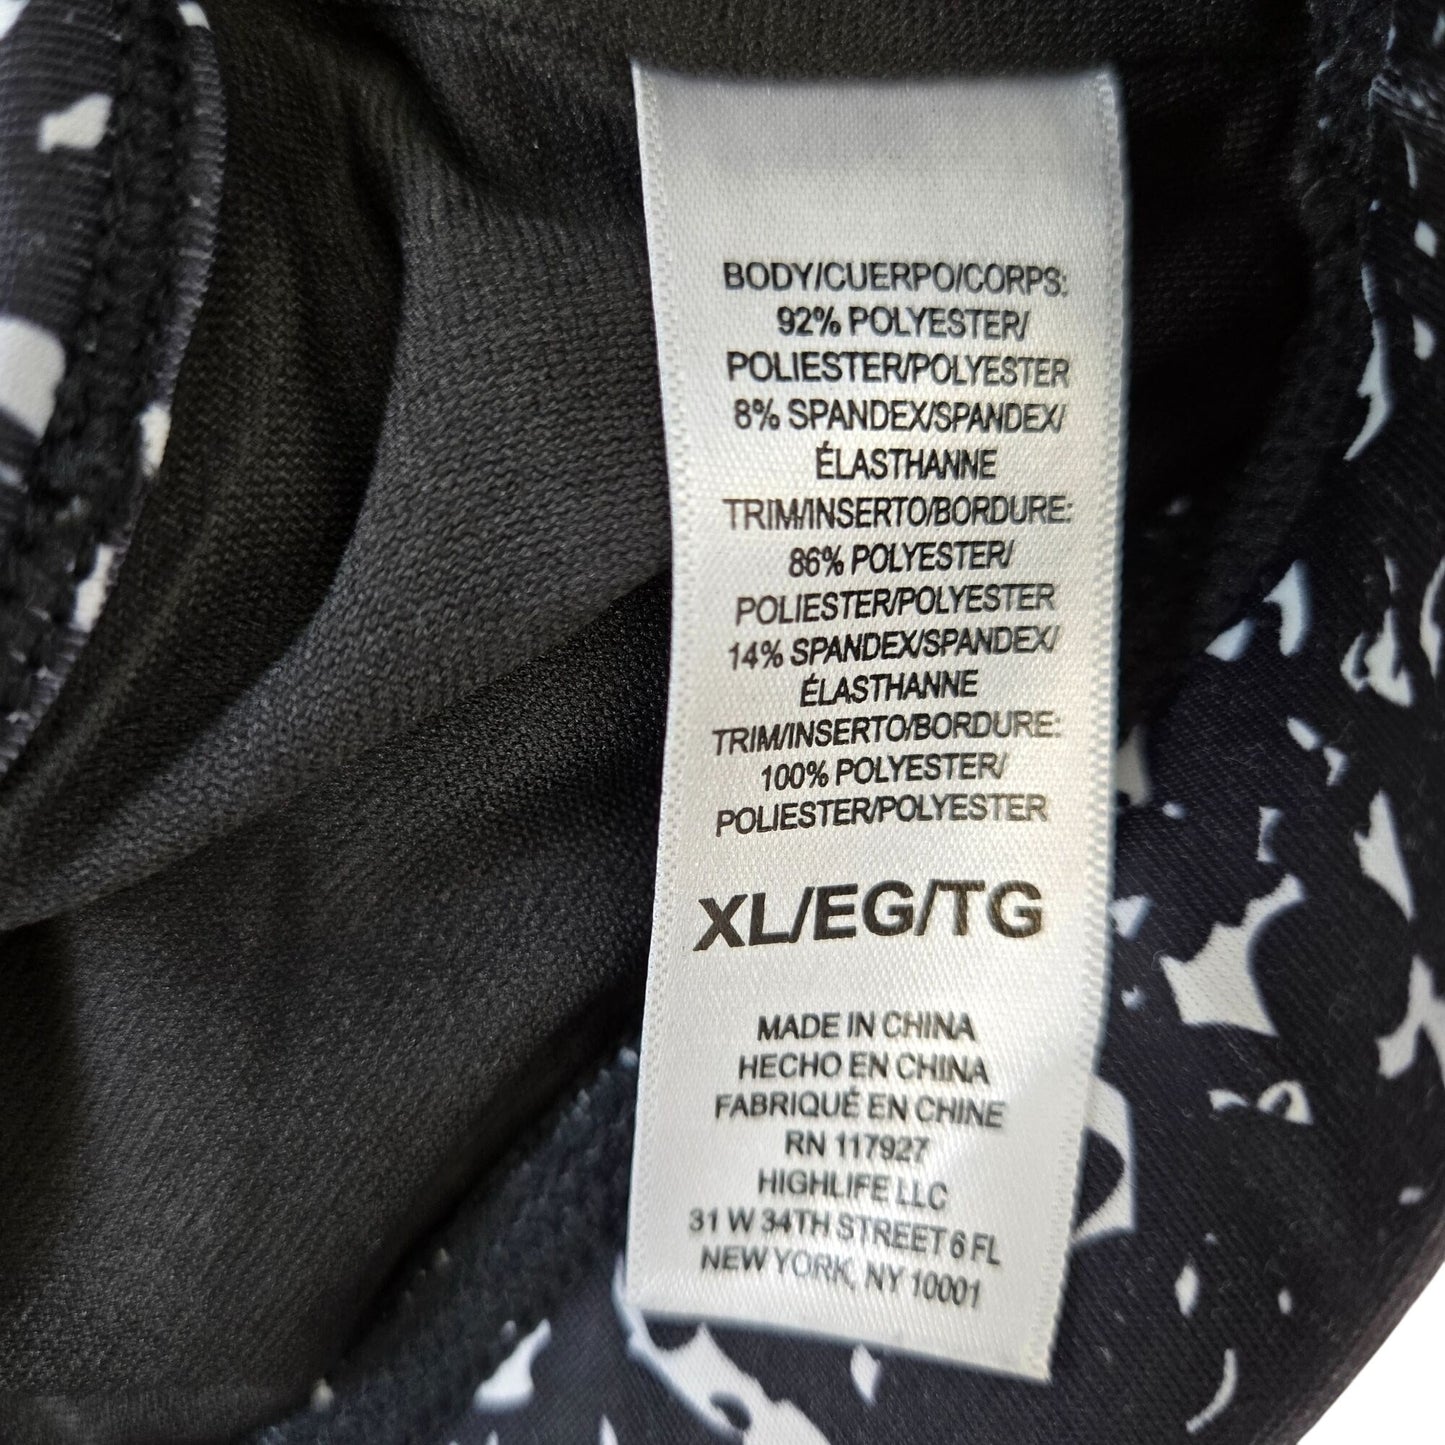 BODY/CUERPO/CORPS:
92% POLYESTER/
POLIESTER/POLYESTER
8% SPANDEX/SPANDEX/
ÉLASTHANNE
TRIM/INSERTO/BORDURE:
86% POLYESTER/
POLIESTER/POLYESTER
14% SPANDEX/SPANDEX/
ÉLASTHANNE
TRIM/INSERTO/BORDURE:
100% POLYESTER/
POLIESTER/POLYESTER
XL/EG/TG
MADE IN CHINA
HECHO EN CHINA
FABRIQUÉ EN CHINE
RN 117927
HIGHLIFE LLC
31 W 34TH STREET 6 FL
NEW YORK, NY 10001